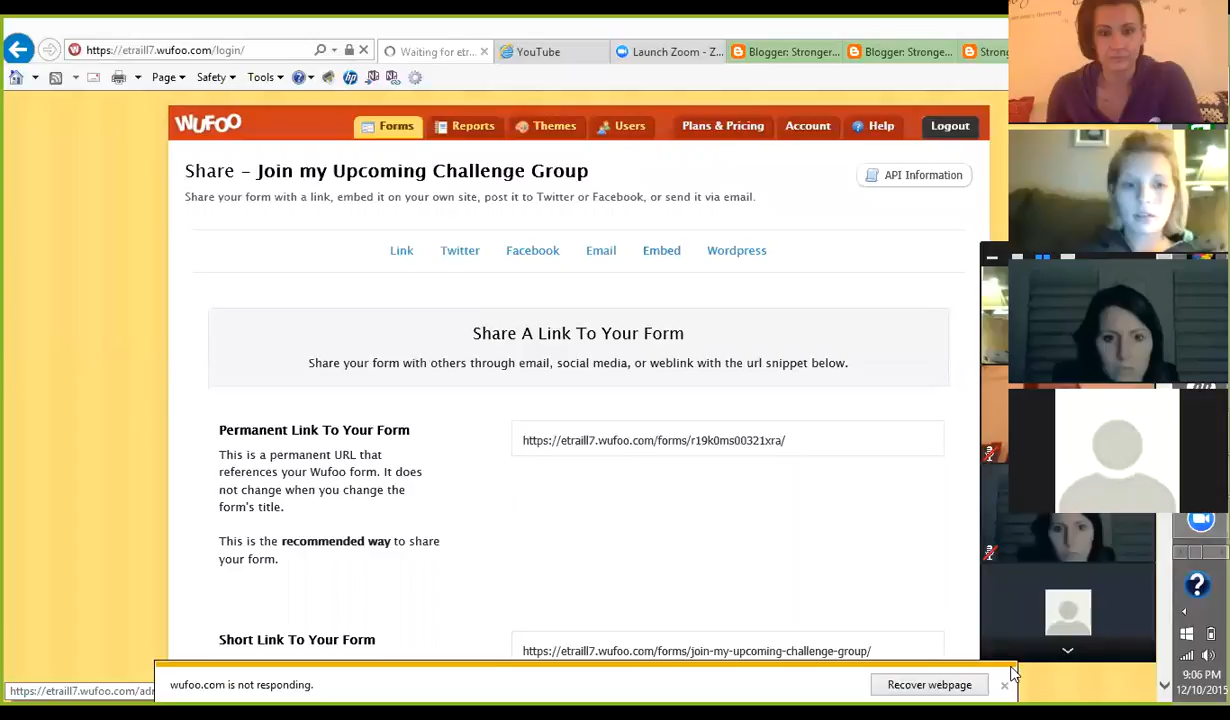 https://etraill7.wufoo.com/login/
Waiting for etr...
YouTube
Launch Zoom - Z...
Blogger: Stronger...
Blogger: Stronge...
Stron
Page
Safety
Tools
WUFOO
Forms
Reports
Themes
Users
Plans & Pricing
Account
Help
Logout
Share – Join my Upcoming Challenge Group
API Information
Share your form with a link, embed it on your own site, post it to Twitter or Facebook, or send it via email.
Link
Twitter
Facebook
Email
Embed
Wordpress
Share A Link To Your Form
Share your form with others through email, social media, or weblink with the url snippet below.
Permanent Link To Your Form
https://etraill7.wufoo.com/forms/r19k0ms00321xra/
This is a permanent URL that
references your Wufoo form. It does
not change when you change the
form's title.
This is the recommended way to share
your form.
Short Link To Your Form
https://etraill7.wufoo.com/forms/join-my-upcoming-challenge-group/
wufoo.com is not responding.
Recover webpage
https://etraill7.wufoo.com/adr
9:06 PM
12/10/2015